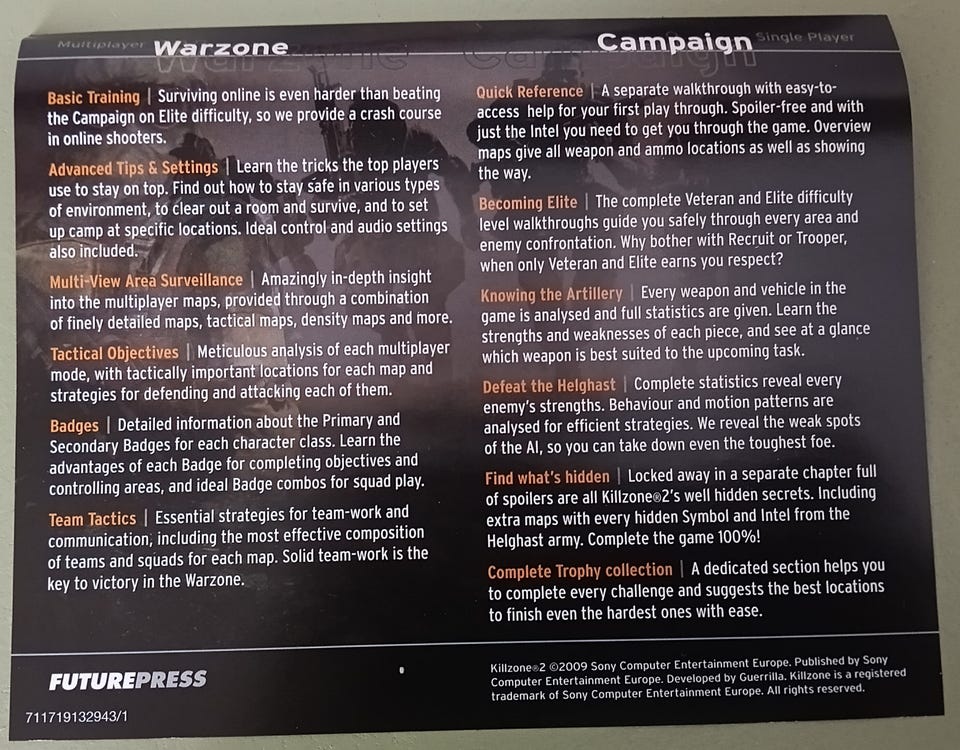 Multiplayer Warzone
Basic Training | Surviving online is even harder than beating
the Campaign on Elite difficulty, so we provide a crash course
in online shooters.
Advanced Tips & Settings | Learn the tricks the top players
use to stay on top. Find out how to stay safe in various types
of environment, to clear out a room and survive, and to set
up camp at specific locations. Ideal control and audio settings
also included.
Multi-View Area Surveillance | Amazingly in-depth insight
into the multiplayer maps, provided through a combination
of finely detailed maps, tactical maps, density maps and more.
Tactical Objectives | Meticulous analysis of each multiplayer
mode, with tactically important locations for each map and
strategies for defending and attacking each of them.
Badges | Detailed information about the Primary and
Secondary Badges for each character class. Learn the
advantages of each Badge for completing objectives and
controlling areas, and ideal Badge combos for squad play.
Team Tactics | Essential strategies for team-work and
communication, including the most effective composition
of teams and squads for each map. Solid team-work is the
key to victory in the Warzone.
Campaign Single Player
Quick Reference | A separate walkthrough with easy-to-
access help for your first play through. Spoiler-free and with
just the Intel you need to get you through the game. Overview
maps give all weapon and ammo locations as well as showing
the way.
Becoming Elite | The complete Veteran and Elite difficulty
level walkthroughs guide you safely through every area and
enemy confrontation. Why bother with Recruit or Trooper,
when only Veteran and Elite earns you respect?
Knowing the Artillery | Every weapon and vehicle in the
game is analysed and full statistics are given. Learn the
strengths and weaknesses of each piece, and see at a glance
which weapon is best suited to the upcoming task.
Defeat the Helghast | Complete statistics reveal every
enemy's strengths. Behaviour and motion patterns are
analysed for efficient strategies. We reveal the weak spots
of the AI, so you can take down even the toughest foe.
Find what's hidden | Locked away in a separate chapter full
of spoilers are all Killzone®2's well hidden secrets. Including
extra maps with every hidden Symbol and Intel from the
Helghast army. Complete the game 100%!
Complete Trophy collection | A dedicated section helps you
to complete every challenge and suggests the best locations
to finish even the hardest ones with ease.
FUTUREPRESS
711719132943/1
Killzone®2 ©2009 Sony Computer Entertainment Europe. Published by Sony
Computer Entertainment Europe. Developed by Guerrilla. Killzone is a registered
trademark of Sony Computer Entertainment Europe. All rights reserved.